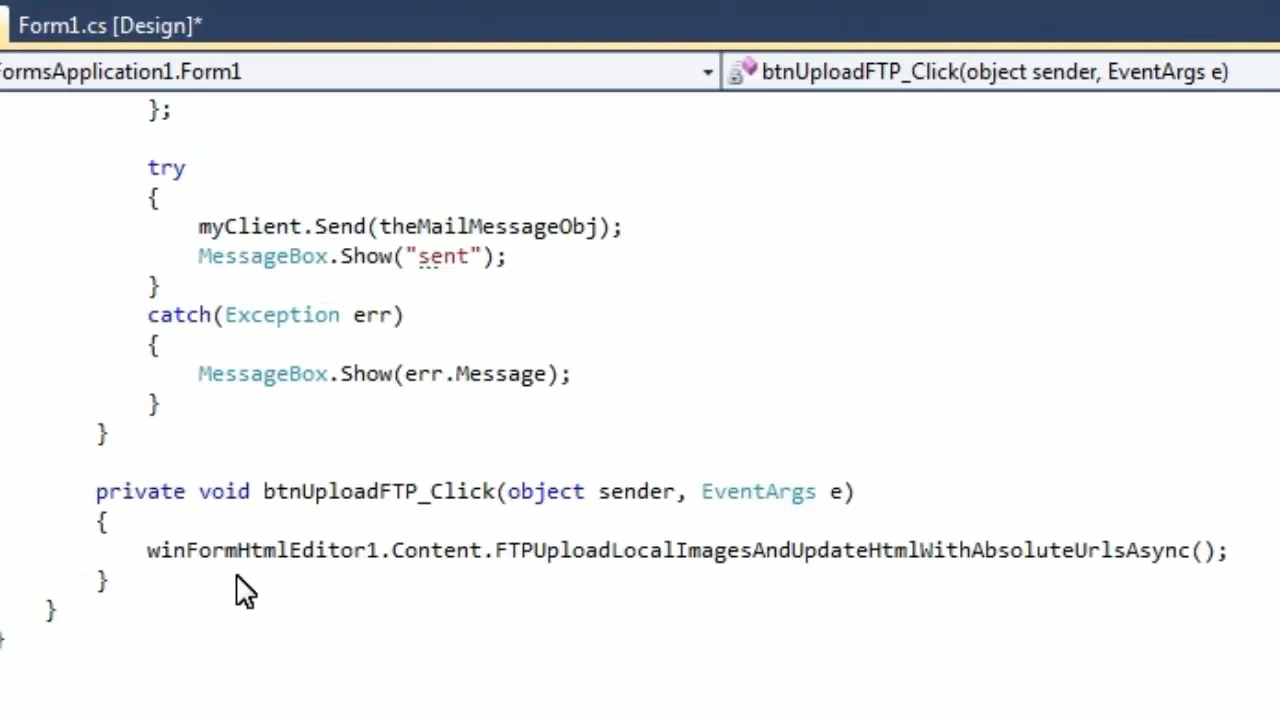 Form1.cs [Design]*
FormsApplication1.Form1
btnUploadFTP_Click(object sender, EventArgs e)
};
try
{
myClient.Send(theMailMessageObj);
MessageBox.Show("sent");
}
catch(Exception err)
{
MessageBox.Show(err.Message);
}
}
private void btnUploadFTP_Click(object sender, EventArgs e)
{
winFormHtmlEditor1.Content.FTPUploadLocalImagesAndUpdateHtmlWithAbsoluteUrlsAsync();
}
}
}